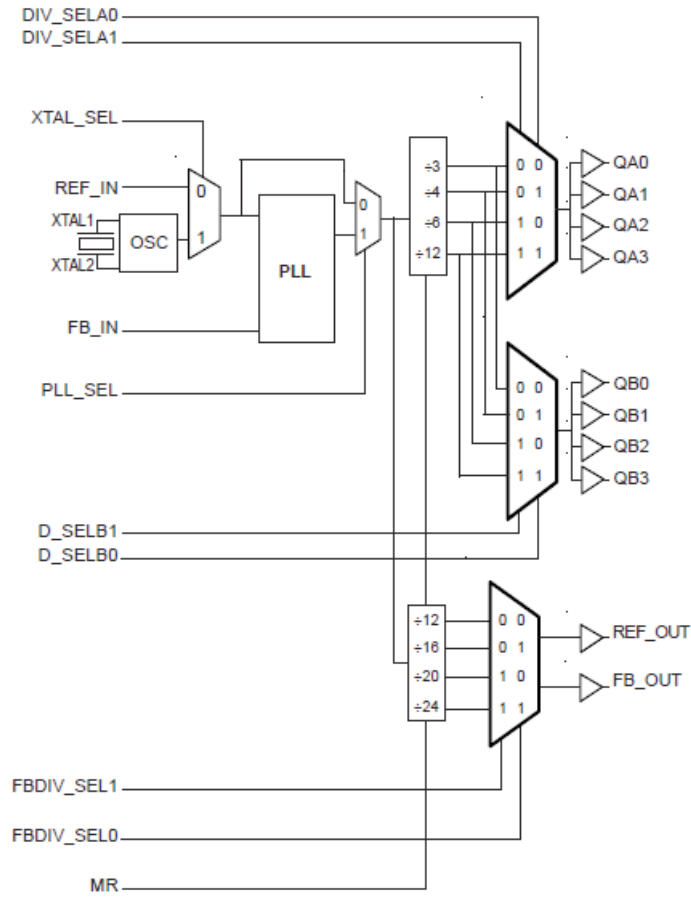 DIV_SELA0
DIV_SELA1
XTAL_SEL
REF_IN
XTAL1
XTAL2
OSC
0
1
PLL
0
1
FB_IN
PLL_SEL
÷3
÷4
÷6
÷12
0 0
0 1
1 0
1 1
QA0
QA1
QA2
QA3
0 0
0 1
1 0
1 1
QB0
QB1
QB2
QB3
D_SELB1
D_SELB0
÷12
÷16
÷20
÷24
0 0
0 1
1 0
1 1
REF_OUT
FB_OUT
FBDIV_SEL1
FBDIV_SEL0
MR